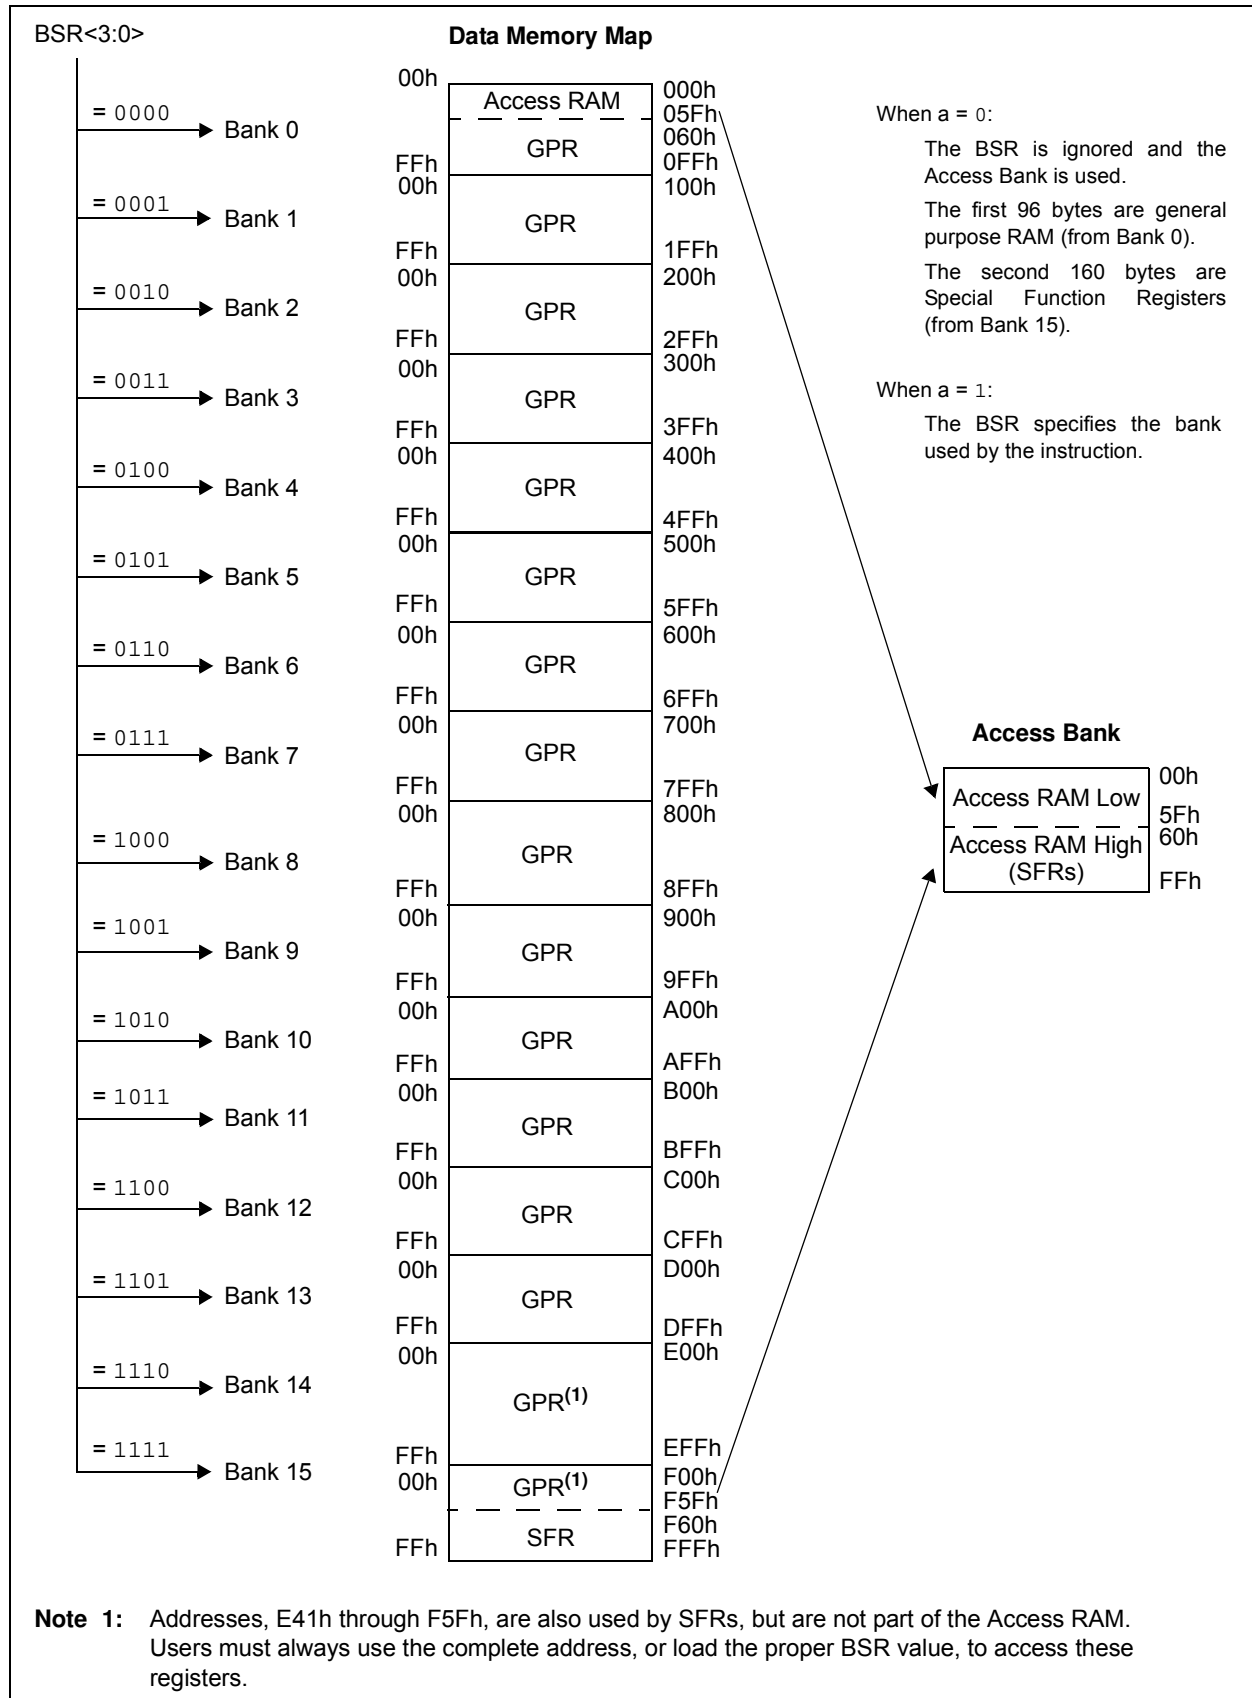 BSR<3:0>
Data Memory Map
00h
000h
Access RAM
05Fh
= 0000
Bank 0
060h
GPR
FFh
0FFh
00h
100h
= 0001
Bank 1
GPR
FFh
1FFh
00h
200h
= 0010
Bank 2
GPR
FFh
2FFh
00h
300h
= 0011
Bank 3
GPR
FFh
3FFh
00h
400h
= 0100
Bank 4
GPR
FFh
4FFh
00h
500h
= 0101
Bank 5
GPR
FFh
5FFh
00h
600h
= 0110
Bank 6
GPR
FFh
6FFh
00h
700h
= 0111
Bank 7
GPR
FFh
7FFh
00h
800h
= 1000
Bank 8
GPR
FFh
8FFh
00h
900h
= 1001
Bank 9
GPR
FFh
9FFh
00h
A00h
= 1010
Bank 10
GPR
FFh
AFFh
00h
B00h
= 1011
Bank 11
GPR
FFh
BFFh
00h
C00h
= 1100
Bank 12
GPR
FFh
CFFh
00h
D00h
= 1101
Bank 13
GPR
FFh
DFFh
00h
E00h
= 1110
Bank 14
GPR(1)
FFh
EFFh
= 1111
Bank 15
00h
F00h
GPR(1)
F5Fh
F60h
SFR
FFh
FFFh
When a = 0:
The BSR is ignored and the
Access Bank is used.
The first 96 bytes are general
purpose RAM (from Bank 0).
The second 160 bytes are
Special Function Registers
(from Bank 15).
When a = 1:
The BSR specifies the bank
used by the instruction.
Access Bank
00h
Access RAM Low
5Fh
60h
Access RAM High
(SFRs)
FFh
Note 1: Addresses, E41h through F5Fh, are also used by SFRs, but are not part of the Access RAM.
Users must always use the complete address, or load the proper BSR value, to access these
registers.